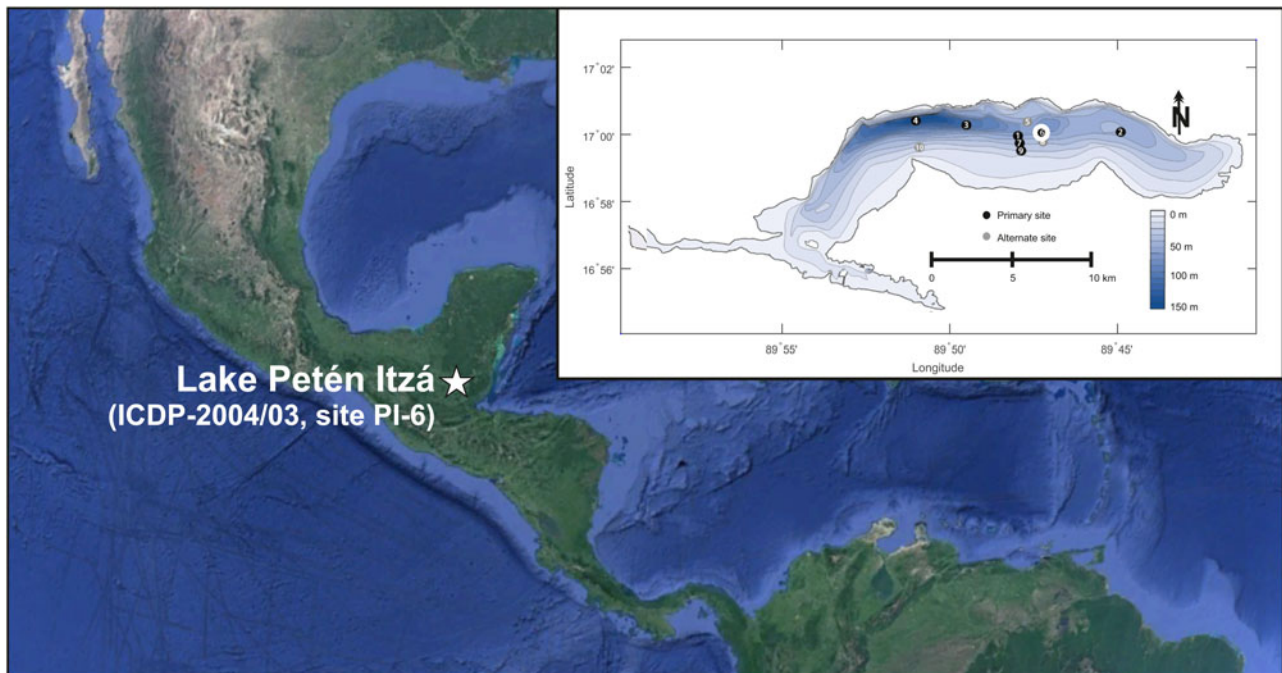 Lake Petén Itzá
(ICDP-2004/03, site PI-6)
17°02'
17°00'
16°58'
16°56'
Latitude
4
3
1
7
9
2
N
Primary site
Alternate site
0 5 10 km
0 m
50 m
100 m
150 m
89°55' 89°50' 89°45'
Longitude